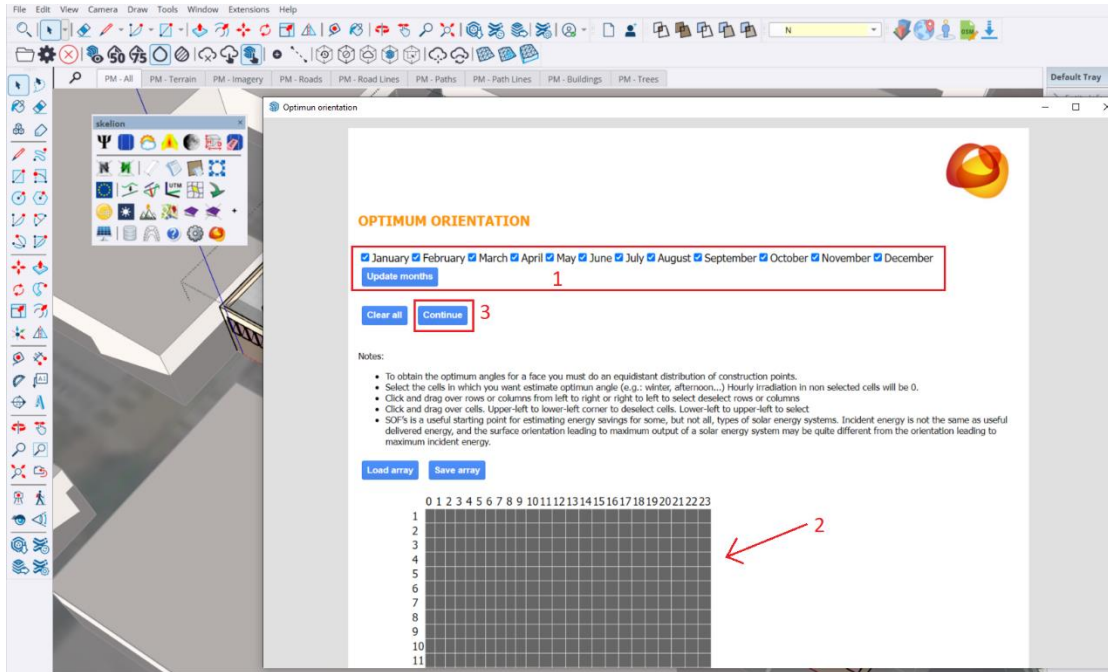 File Edit View Camera Draw Tools Window Extensions Help
N
OSM
50 75
PM - All PM - Terrain PM - Imagery PM - Roads PM - Road Lines PM - Paths PM - Path Lines PM - Buildings PM - Trees
Default Tray
Optimun orientation
skelion
N N
UTM
OPTIMUM ORIENTATION
January February March April May June July August September October November December
Update months
1
Clear all Continue 3
Notes:
• To obtain the optimum angles for a face you must do an equidistant distribution of construction points.
• Select the cells in which you want estimate optimun angle (e.g.: winter, afternoon...) Hourly irradiation in non selected cells will be 0.
• Click and drag over rows or columns from left to right or right to left to select deselect rows or columns
• Click and drag over cells. Upper-left to lower-left corner to deselect cells. Lower-left to upper-left to select
• SOF's is a useful starting point for estimating energy savings for some, but not all, types of solar energy systems. Incident energy is not the same as useful
delivered energy, and the surface orientation leading to maximum output of a solar energy system may be quite different from the orientation leading to
maximum incident energy.
Load array Save array
0 1 2 3 4 5 6 7 8 9 10 11 12 13 14 15 16 17 18 19 20 21 22 23
1
2
3
4
5
6
7
8
9
10
11
2